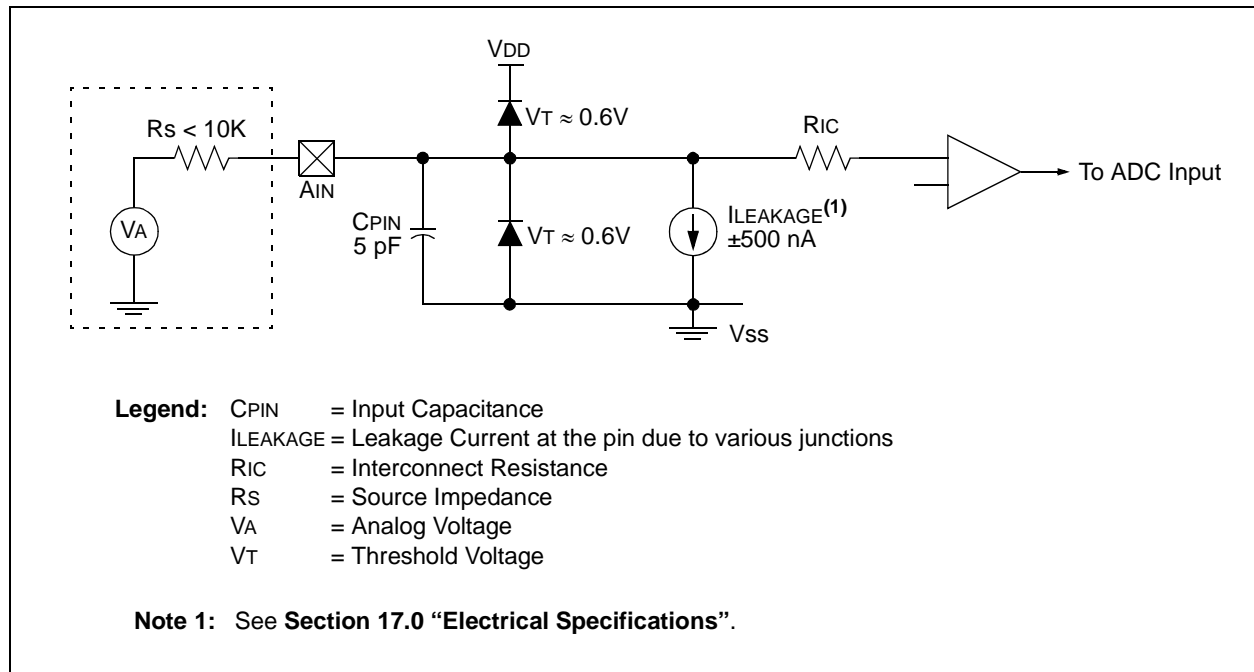 VDD
VT ≈ 0.6V
Rs < 10K
RIC
AIN
To ADC Input
VA
CPIN
5 pF
VT ≈ 0.6V
ILEAKAGE(1)
±500 nA
Vss
Legend: CPIN = Input Capacitance
ILEAKAGE = Leakage Current at the pin due to various junctions
RIC = Interconnect Resistance
RS = Source Impedance
VA = Analog Voltage
VT = Threshold Voltage
Note 1: See Section 17.0 “Electrical Specifications”.